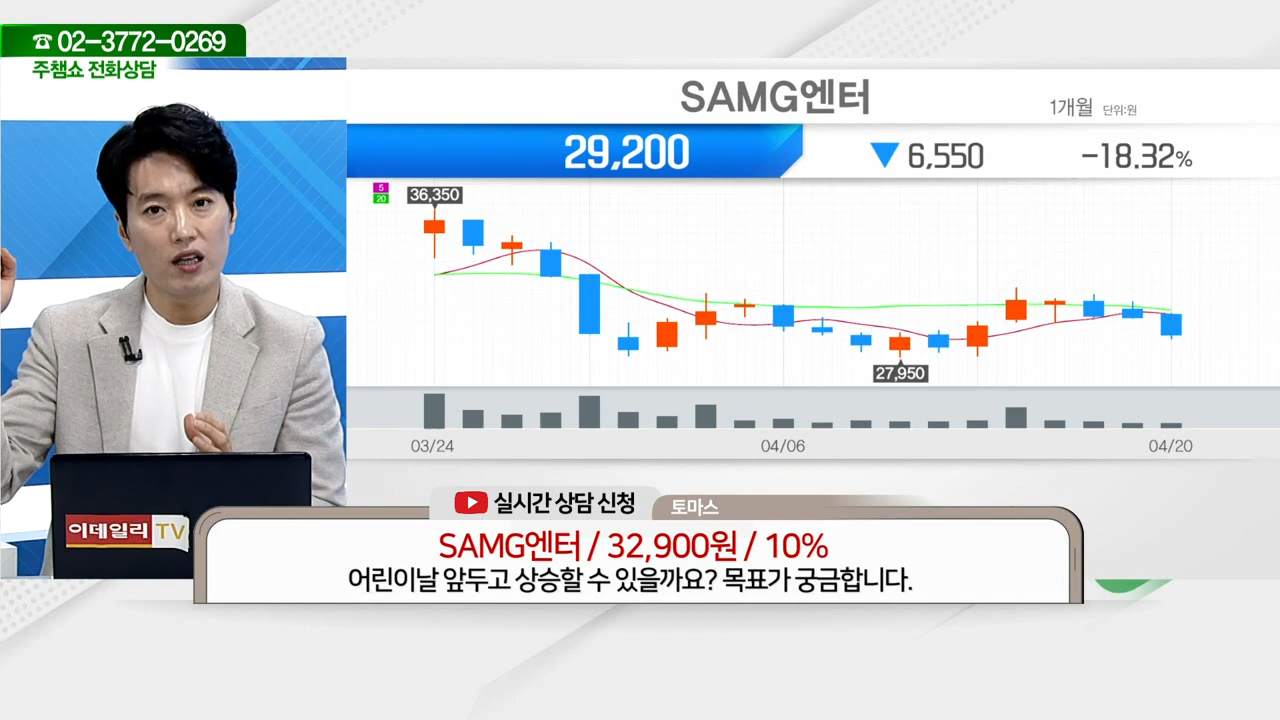 ☎ 02-3772-0269
주챔쇼 전화상담
SAMG엔터
1개월 단위:원
29,200 ▼ 6,550 -18.32%
5
20
36,350
27,950
03/24 04/06 04/20
실시간 상담 신청 토마스
SAMG엔터 / 32,900원 / 10%
어린이날 앞두고 상승할 수 있을까요? 목표가 궁금합니다.
이데일리 TV